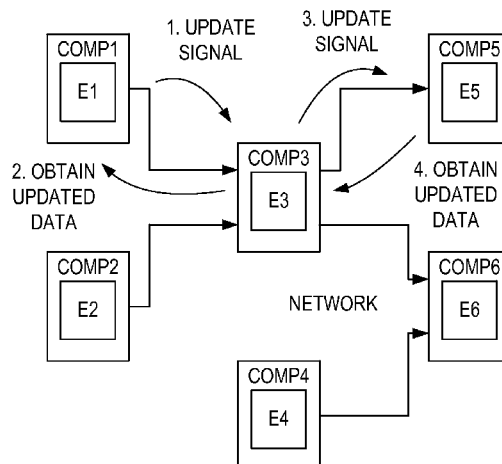 1. UPDATE
SIGNAL
3. UPDATE
SIGNAL
COMP1
E1
COMP5
E5
COMP3
E3
2. OBTAIN
UPDATED
DATA
4. OBTAIN
UPDATED
DATA
COMP2
E2
COMP6
E6
NETWORK
COMP4
E4